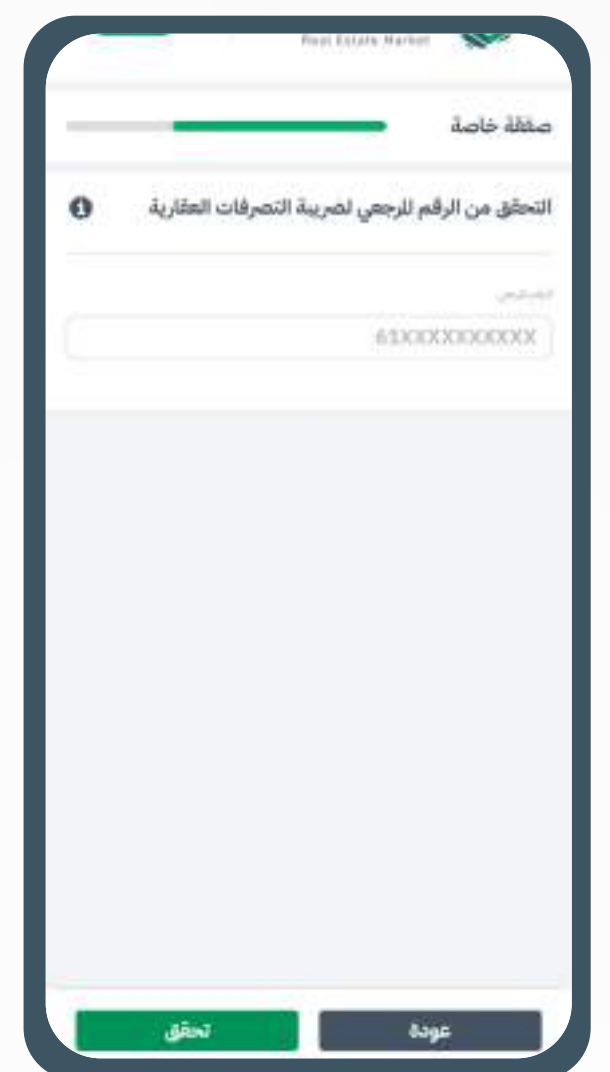 Real Estate Market
صفقة خاصة
التحقق من الرقم المرجعي لضريبة التصرفات العقارية
61XXXXXXXXXX
عودة
تحقق